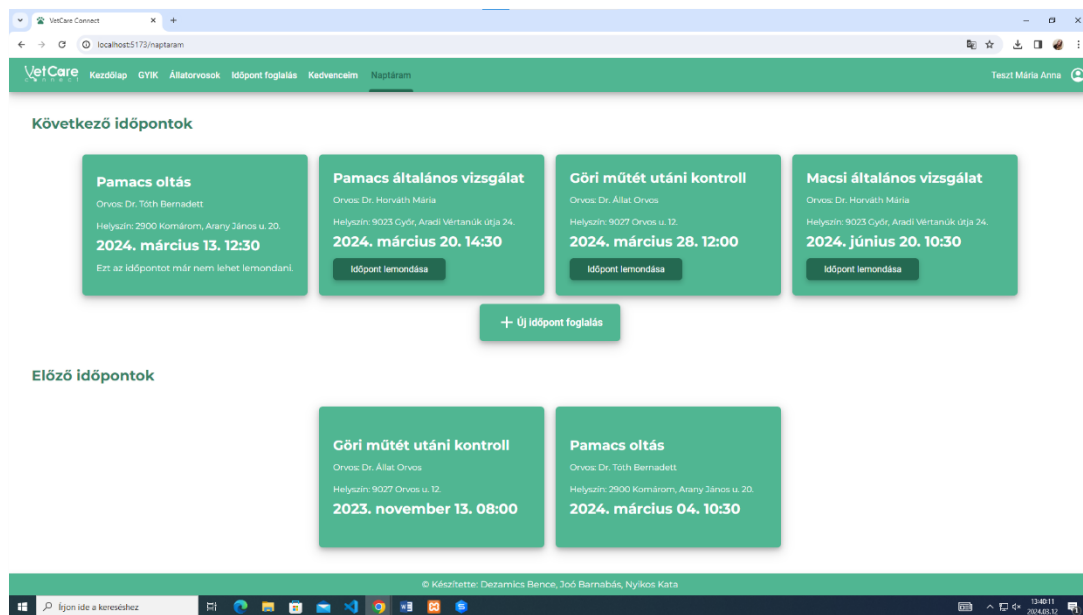 VetCare Connect
localhost:5173/naptaram
VetCare Kezdőlap GYIK Állatorvosok Időpont foglalás Kedvenceim Naptáram Teszt Mária Anna
connect
Következő időpontok
Pamacs oltás
Orvos: Dr. Tóth Bernadett
Helyszín: 2900 Komárom, Arany János u. 20.
2024. március 13. 12:30
Ezt az időpontot már nem lehet lemondani.
Pamacs általános vizsgálat
Orvos: Dr. Horváth Mária
Helyszín: 9023 Győr, Aradi Vértanúk útja 24.
2024. március 20. 14:30
Időpont lemondása
Göri műtét utáni kontroll
Orvos: Dr. Állat Orvos
Helyszín: 9027 Orvos u. 12.
2024. március 28. 12:00
Időpont lemondása
Macsi általános vizsgálat
Orvos: Dr. Horváth Mária
Helyszín: 9023 Győr, Aradi Vértanúk útja 24.
2024. június 20. 10:30
Időpont lemondása
+ Új időpont foglalás
Előző időpontok
Göri műtét utáni kontroll
Orvos: Dr. Állat Orvos
Helyszín: 9027 Orvos u. 12.
2023. november 13. 08:00
Pamacs oltás
Orvos: Dr. Tóth Bernadett
Helyszín: 2900 Komárom, Arany János u. 20.
2024. március 04. 10:30
© Készítette: Dezamics Bence, Joó Barnabás, Nyikos Kata
Írjon ide a kereséshez
13:40:11
2024.03.12.